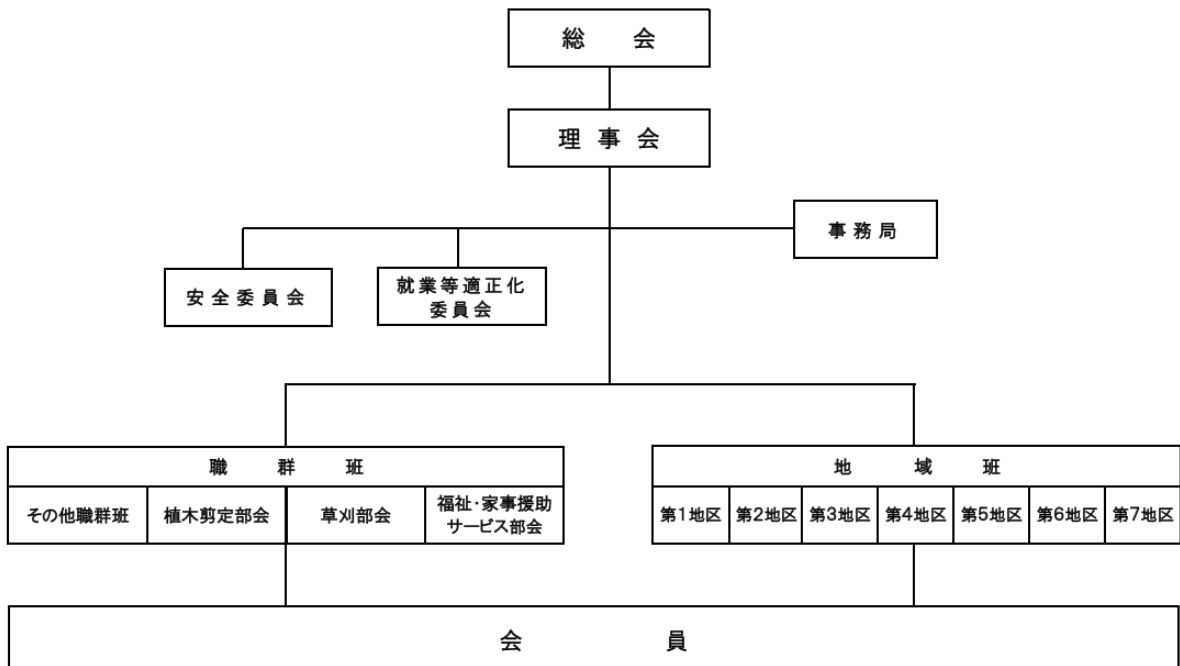 総会
理事会
事務局
安全委員会
就業等適正化
委員会
職群班
その他職群班
植木剪定部会
草刈部会
福祉・家事援助
サービス部会
地域班
第1地区
第2地区
第3地区
第4地区
第5地区
第6地区
第7地区
会員